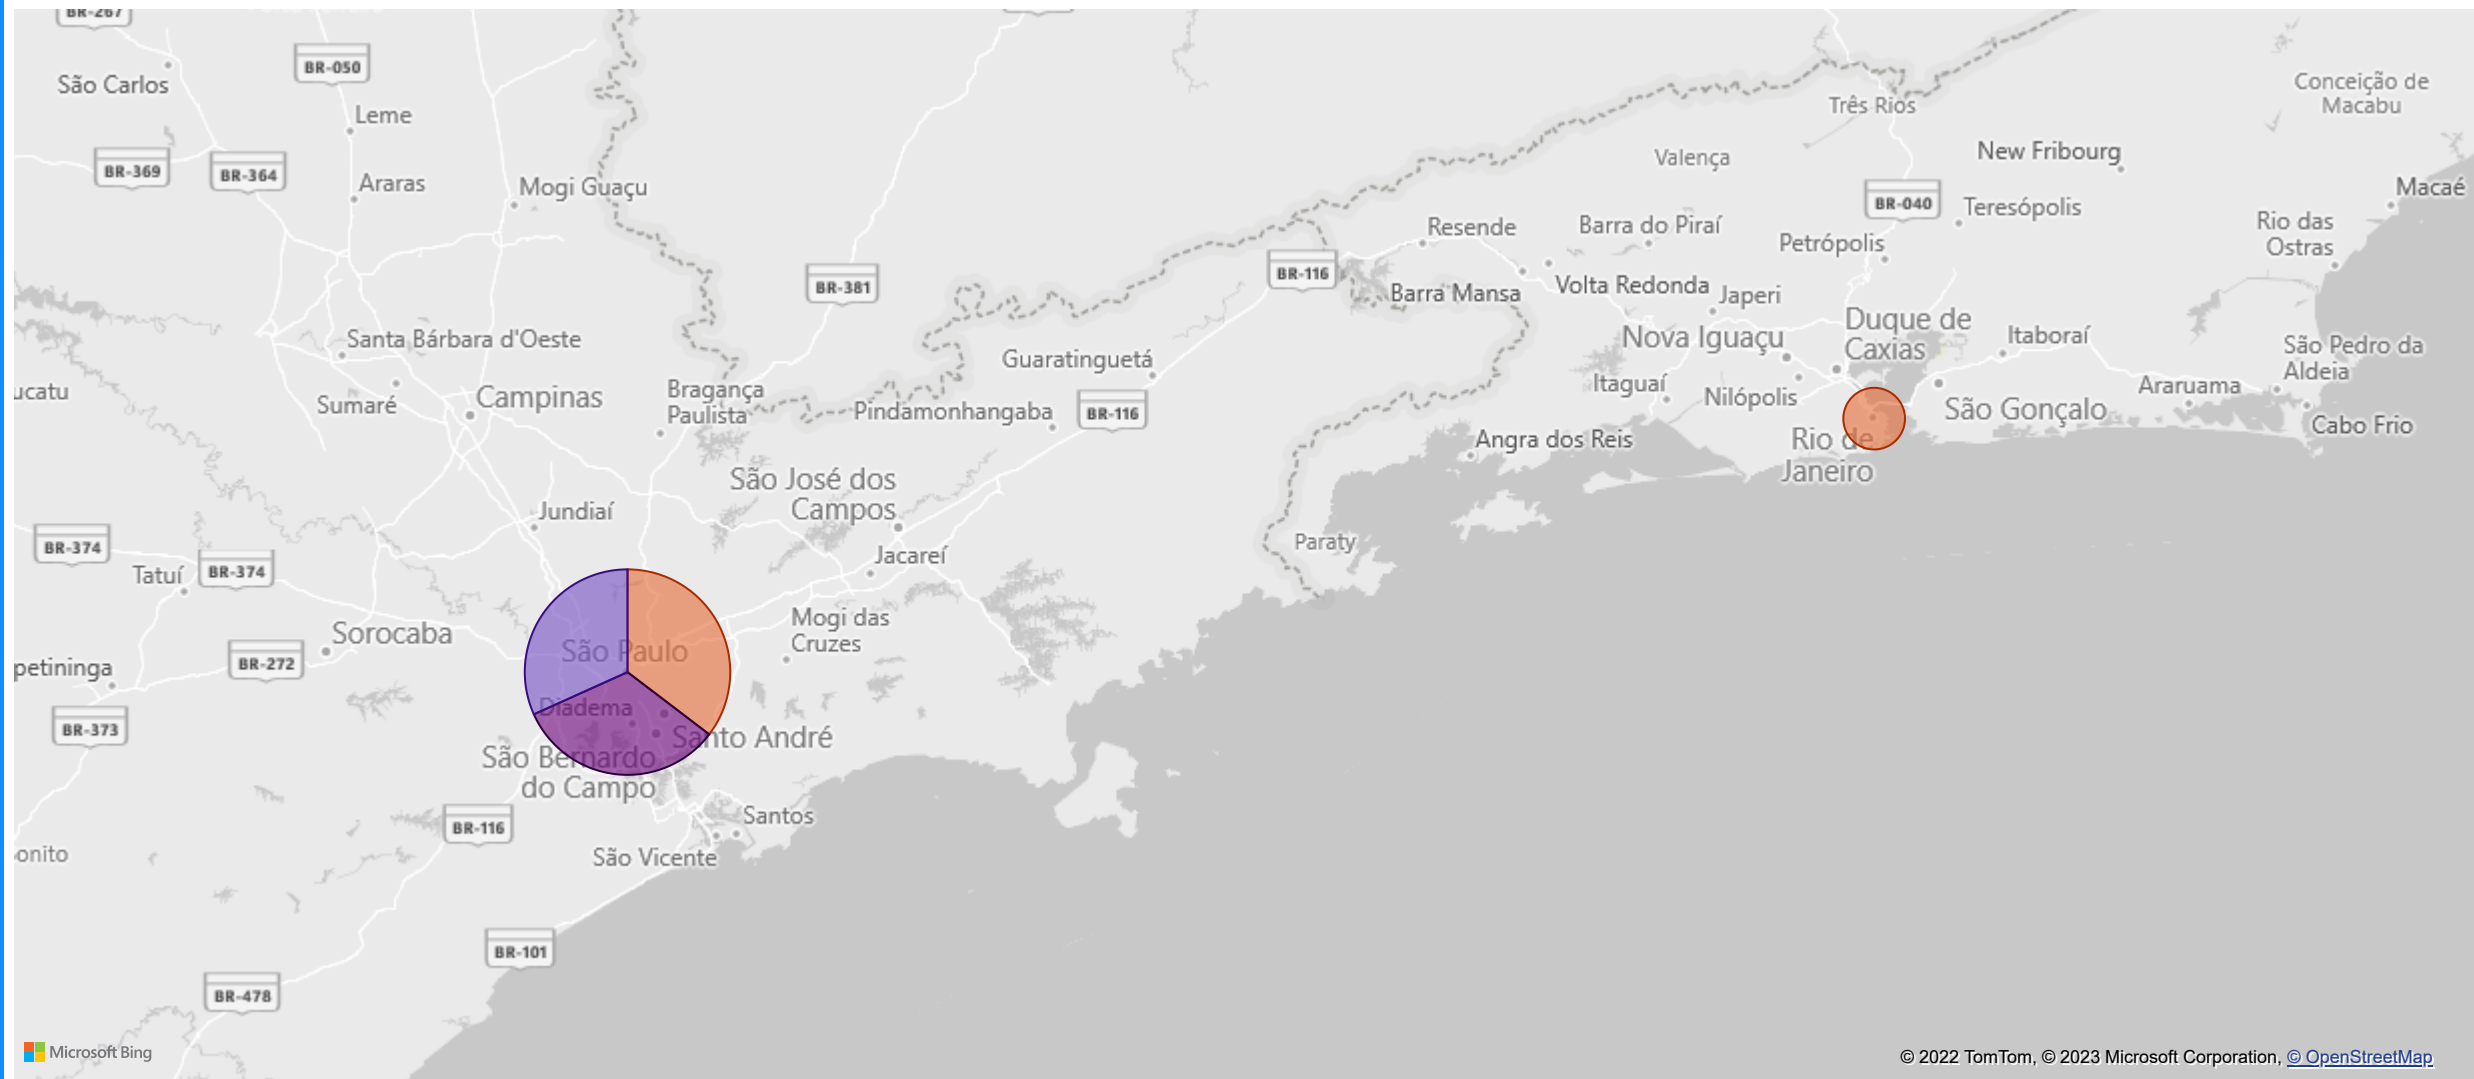 BR-267
São Carlos
BR-050
Leme
BR-369
BR-364
Araras
Mogi Guaçu
BR-381
Santa Bárbara d'Oeste
ucatu
Sumaré
Campinas
Bragança
Paulista
Pindamonhangaba
Guaratinguetá
BR-116
BR-116
Resende
Barra Mansa
Volta Redonda
Barra do Piraí
Valença
Três Rios
BR-040
New Fribourg
Teresópolis
Petrópolis
Conceição de
Macabu
Macaé
Rio das
Ostras
Japeri
Nova Iguaçu
Duque de
Caxias
Itaboraí
São Pedro da
Aldeia
Araruama
Cabo Frio
Itaguaí
Nilópolis
São Gonçalo
Rio de
Janeiro
Angra dos Reis
Paraty
São José dos
Campos
Jacareí
Jundiaí
BR-374
BR-374
Tatuí
Sorocaba
petininga
BR-272
BR-373
Mogi das
Cruzes
São Paulo
Diadema
Santo André
São Bernardo
do Campo
Santos
BR-116
São Vicente
onito
BR-101
BR-478
Microsoft Bing
© 2022 TomTom, © 2023 Microsoft Corporation, © OpenStreetMap